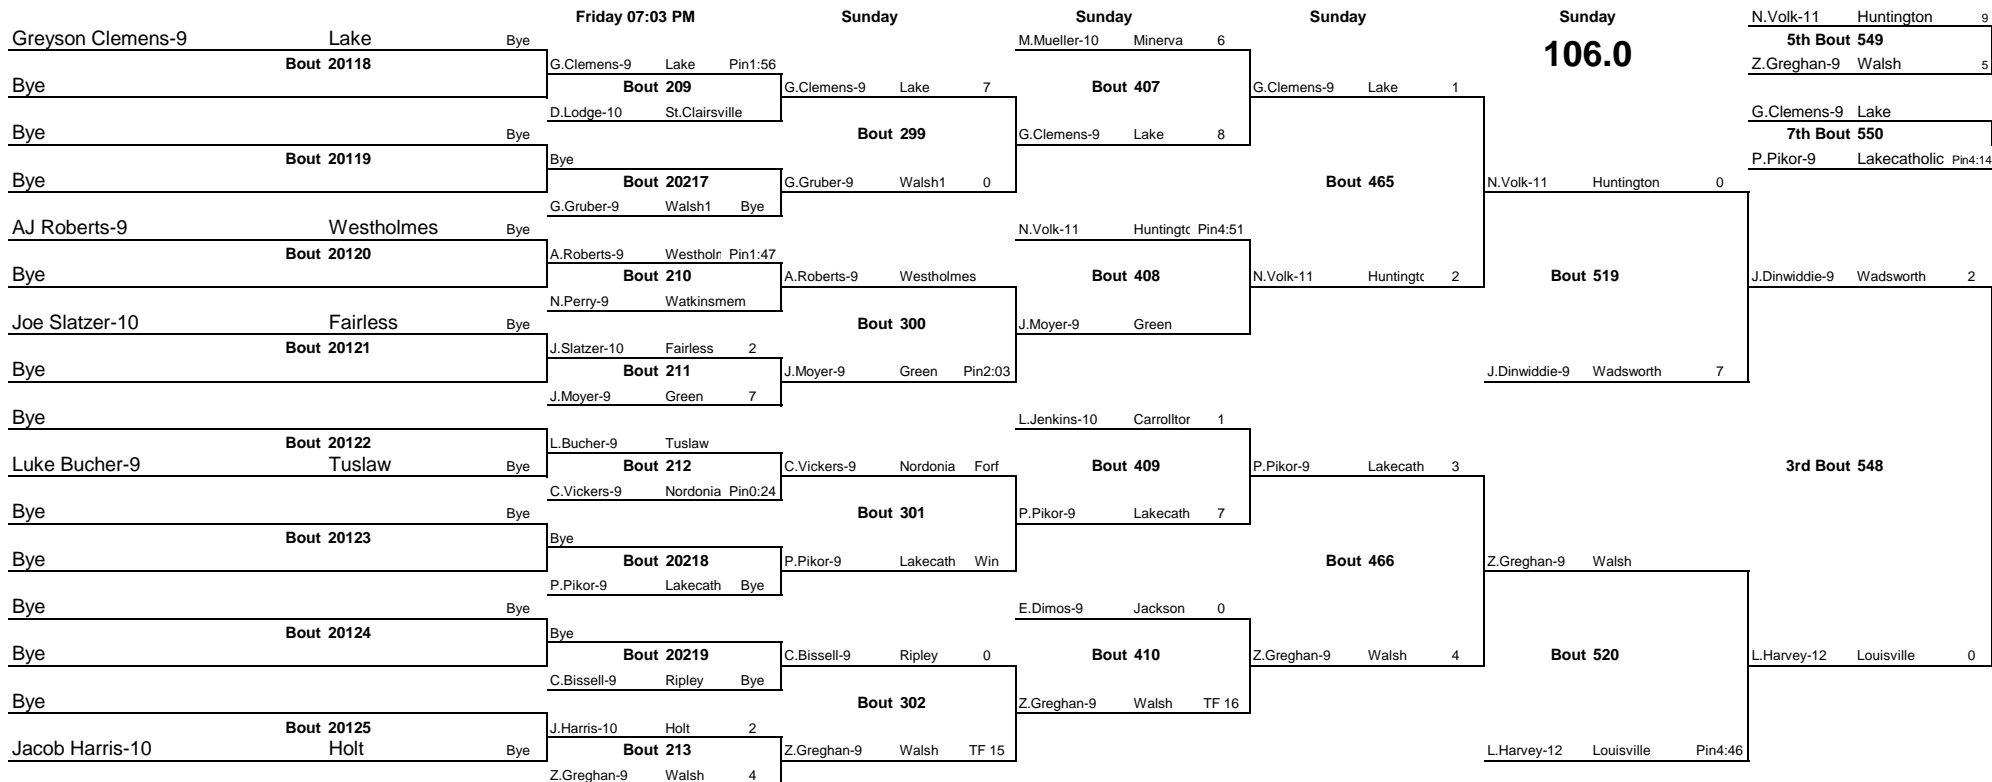 Friday 07:03 PM Sunday Sunday Sunday Sunday
106.0
Greyson Clemens-9 Lake Bye
Bout 20118
Bye
Bye Bye
Bout 20119
Bye
AJ Roberts-9 Westholmes Bye
Bout 20120
Bye
Joe Slatzer-10 Fairless Bye
Bout 20121
Bye
Bye
Bout 20122
Luke Bucher-9 Tuslaw Bye
Bye Bye
Bout 20123
Bye
Bye Bye
Bout 20124
Bye
Bye
Bout 20125
Jacob Harris-10 Holt Bye
G.Clemens-9 Lake Pin1:56
Bout 209
D.Lodge-10 St.Clairsville
Bye
Bout 20217
G.Gruber-9 Walsh1 Bye
A.Roberts-9 Westholr Pin1:47
Bout 210
N.Perry-9 Watkinsmem
J.Slatzer-10 Fairless 2
Bout 211
J.Moyer-9 Green 7
L.Bucher-9 Tuslaw
Bout 212
C.Vickers-9 Nordonia Pin0:24
Bye
Bout 20218
P.Pikor-9 Lakecath Bye
Bye
Bout 20219
C.Bissell-9 Ripley Bye
J.Harris-10 Holt 2
Bout 213
Z.Greghan-9 Walsh 4
G.Clemens-9 Lake 7
Bout 299
G.Gruber-9 Walsh1 0
A.Roberts-9 Westholmes
Bout 300
J.Moyer-9 Green Pin2:03
C.Vickers-9 Nordonia Forf
Bout 301
P.Pikor-9 Lakecath Win
C.Bissell-9 Ripley 0
Bout 302
Z.Greghan-9 Walsh TF 15
M.Mueller-10 Minerva 6
Bout 407
G.Clemens-9 Lake 8
N.Volk-11 Huntingtc Pin4:51
Bout 408
J.Moyer-9 Green
L.Jenkins-10 Carrolltor 1
Bout 409
P.Pikor-9 Lakecath 7
E.Dimos-9 Jackson 0
Bout 410
Z.Greghan-9 Walsh TF 16
G.Clemens-9 Lake 1
Bout 465
N.Volk-11 Huntingtc 2
P.Pikor-9 Lakecath 3
Bout 466
Z.Greghan-9 Walsh 4
N.Volk-11 Huntington 0
Bout 519
J.Dinwiddie-9 Wadsworth 7
Z.Greghan-9 Walsh
Bout 520
L.Harvey-12 Louisville Pin4:46
J.Dinwiddie-9 Wadsworth 2
3rd Bout 548
L.Harvey-12 Louisville 0
N.Volk-11 Huntington 9
5th Bout 549
Z.Greghan-9 Walsh 5
G.Clemens-9 Lake
7th Bout 550
P.Pikor-9 Lakecatholic Pin4:14